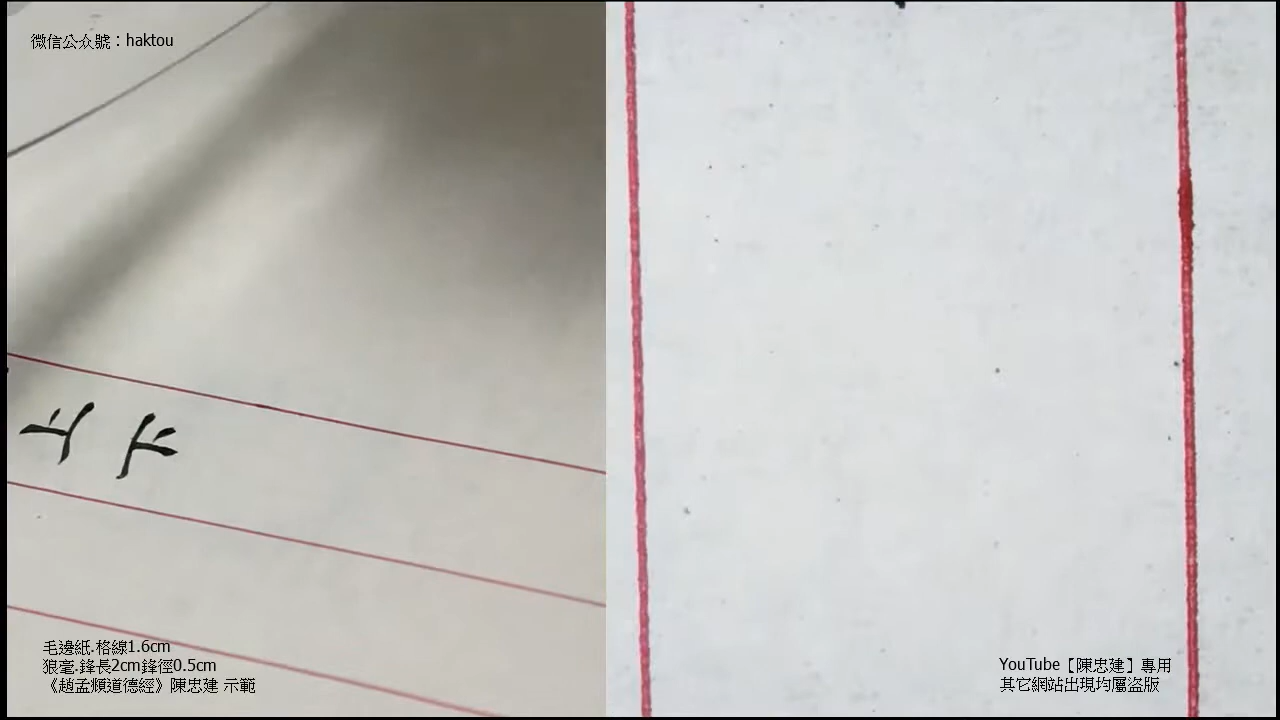 微信公众號：haktou
上下
毛邊紙.格線1.6cm
狼毫.鋒長2cm鋒徑0.5cm
《趙孟頫道德經》陳忠建 示範
YouTube［陳忠建］專用
其它網站出現均屬盜版